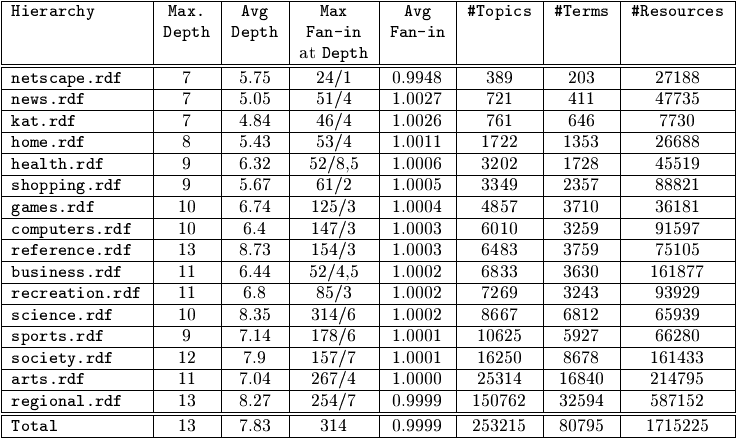 Hierarchy Max. Avg Max Avg #Topics #Terms #Resources
Depth Depth Fan-in Fan-in
at Depth
netscape.rdf 7 5.75 24/1 0.9948 389 203 27188
news.rdf 7 5.05 51/4 1.0027 721 411 47735
kat.rdf 7 4.84 46/4 1.0026 761 646 7730
home.rdf 8 5.43 53/4 1.0011 1722 1353 26688
health.rdf 9 6.32 52/8,5 1.0006 3202 1728 45519
shopping.rdf 9 5.67 61/2 1.0005 3349 2357 88821
games.rdf 10 6.74 125/3 1.0004 4857 3710 36181
computers.rdf 10 6.4 147/3 1.0003 6010 3259 91597
reference.rdf 13 8.73 154/3 1.0003 6483 3759 75105
business.rdf 11 6.44 52/4,5 1.0002 6833 3630 161877
recreation.rdf 11 6.8 85/3 1.0002 7269 3243 93929
science.rdf 10 8.35 314/6 1.0002 8667 6812 65939
sports.rdf 9 7.14 178/6 1.0001 10625 5927 66280
society.rdf 12 7.9 157/7 1.0001 16250 8678 161433
arts.rdf 11 7.04 267/4 1.0000 25314 16840 214795
regional.rdf 13 8.27 254/7 0.9999 150762 32594 587152
Total 13 7.83 314 0.9999 253215 80795 1715225